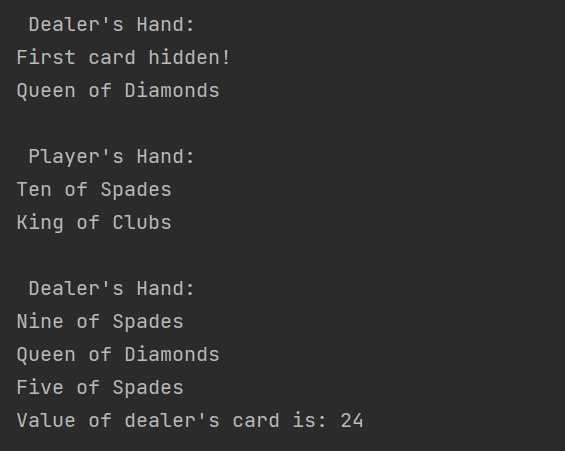 Dealer's Hand:
First card hidden!
Queen of Diamonds
Player's Hand:
Ten of Spades
King of Clubs
Dealer's Hand:
Nine of Spades
Queen of Diamonds
Five of Spades
Value of dealer's card is: 24